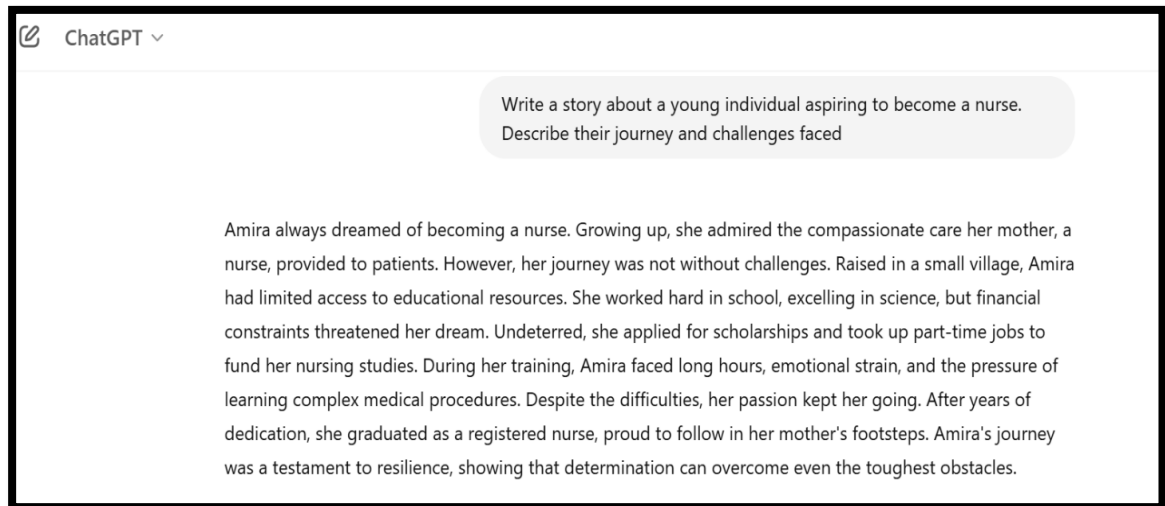 ChatGPT
Write a story about a young individual aspiring to become a nurse.
Describe their journey and challenges faced
Amira always dreamed of becoming a nurse. Growing up, she admired the compassionate care her mother, a
nurse, provided to patients. However, her journey was not without challenges. Raised in a small village, Amira
had limited access to educational resources. She worked hard in school, excelling in science, but financial
constraints threatened her dream. Undeterred, she applied for scholarships and took up part-time jobs to
fund her nursing studies. During her training, Amira faced long hours, emotional strain, and the pressure of
learning complex medical procedures. Despite the difficulties, her passion kept her going. After years of
dedication, she graduated as a registered nurse, proud to follow in her mother's footsteps. Amira's journey
was a testament to resilience, showing that determination can overcome even the toughest obstacles.